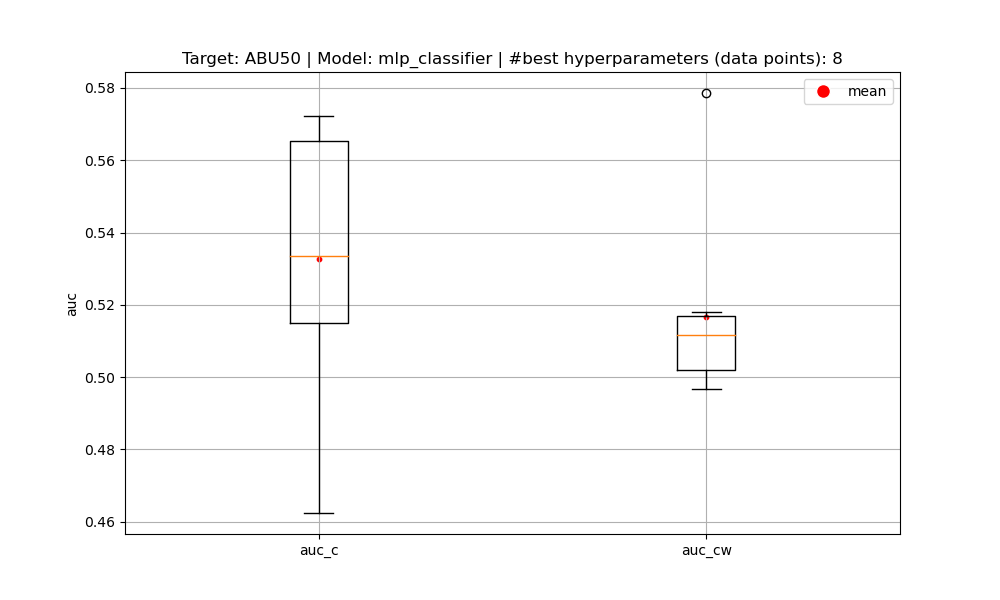 Target: ABU50 | Model: mlp_classifier | #best hyperparameters (data points): 8
mean
0.58
0.56
0.54
0.52
0.50
0.48
0.46
auc
auc_c
auc_cw